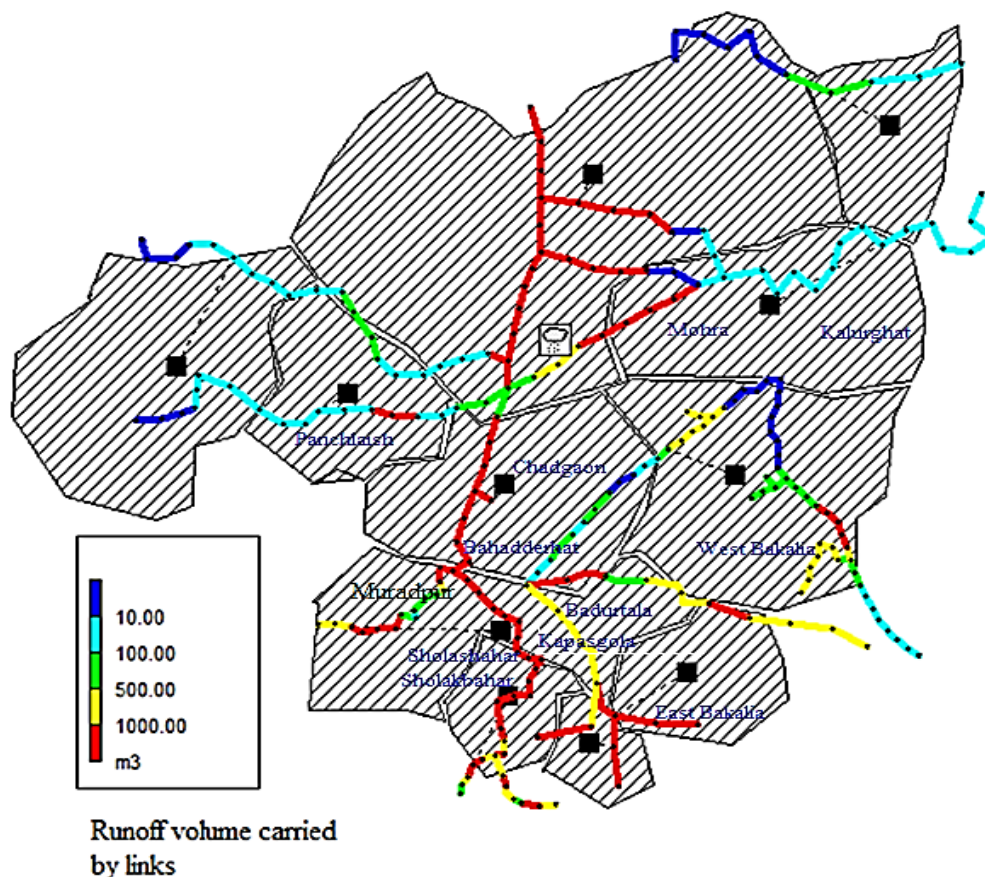 Mohra
Kalurghat
Panchlaish
Chadgaon
Bahadderhat
West Bakalia
Muradpur
Badurtala
Kapasgola
Sholashahar
Sholakbahar
East Bakalia
10.00
100.00
500.00
1000.00
m3
Runoff volume carried
by links